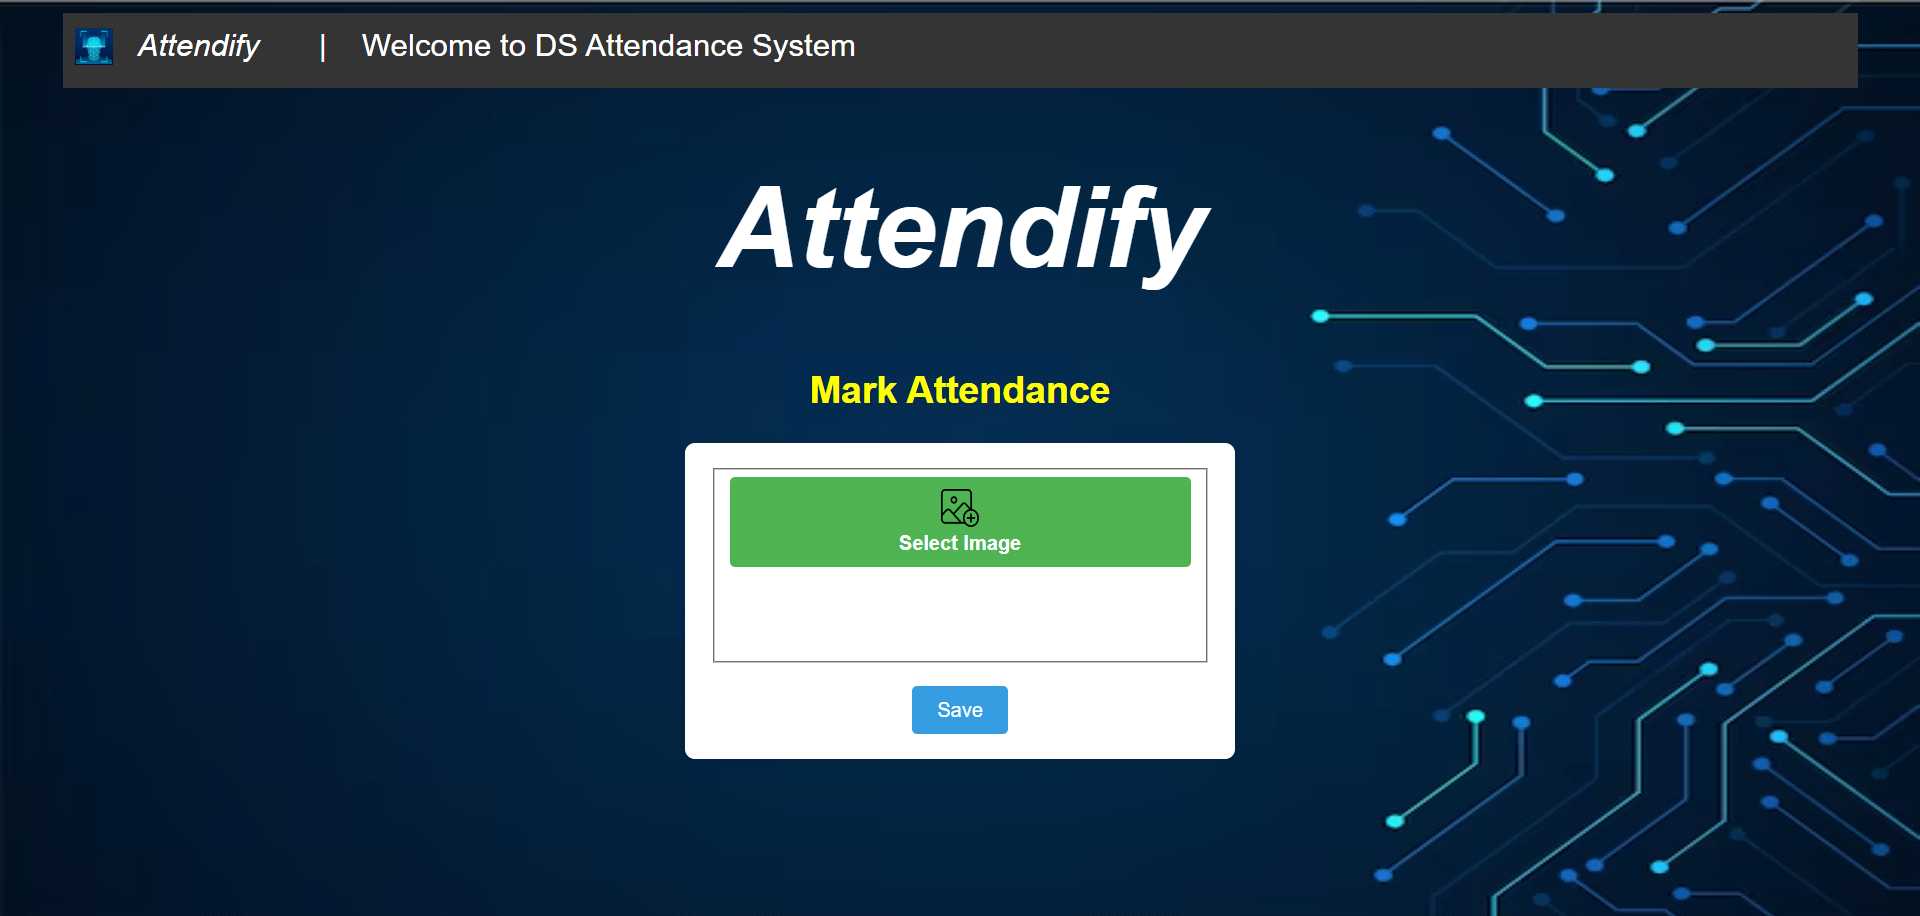 Attendify | Welcome to DS Attendance System
Attendify
Mark Attendance
Select Image
Save